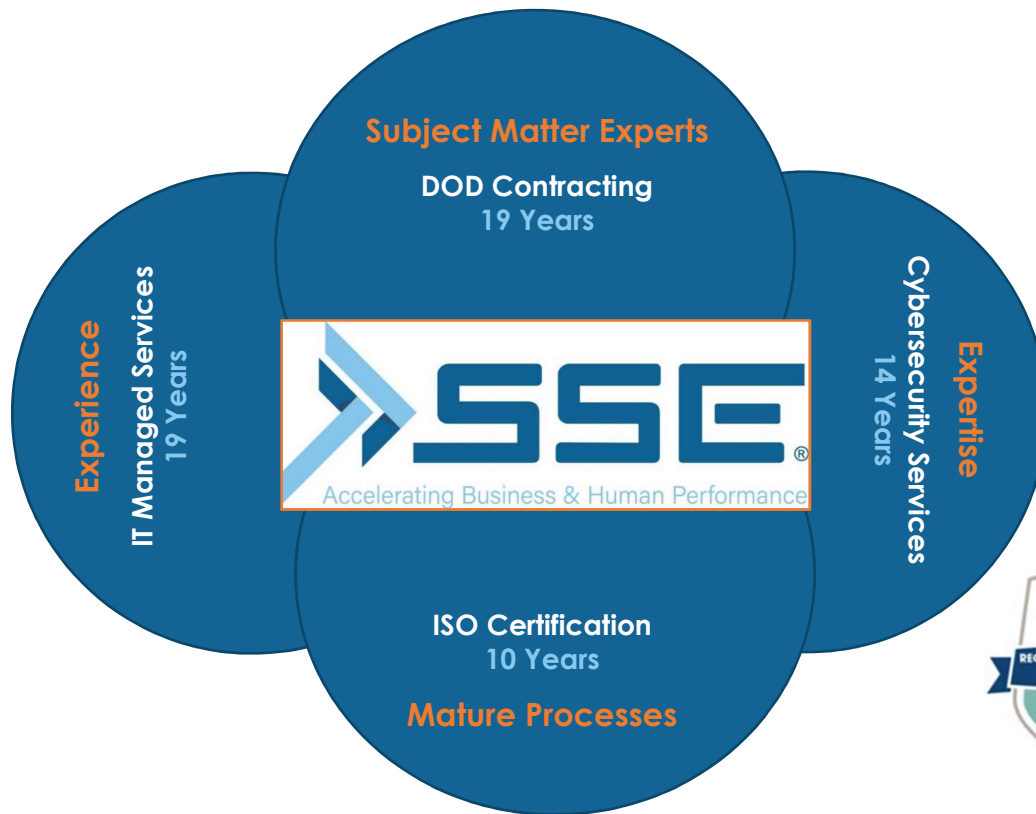 Subject Matter Experts
DOD Contracting
19 Years
Experience
IT Managed Services
19 Years
SSE®
Accelerating Business & Human Performance
Expertise
Cybersecurity Services
14 Years
ISO Certification
10 Years
Mature Processes